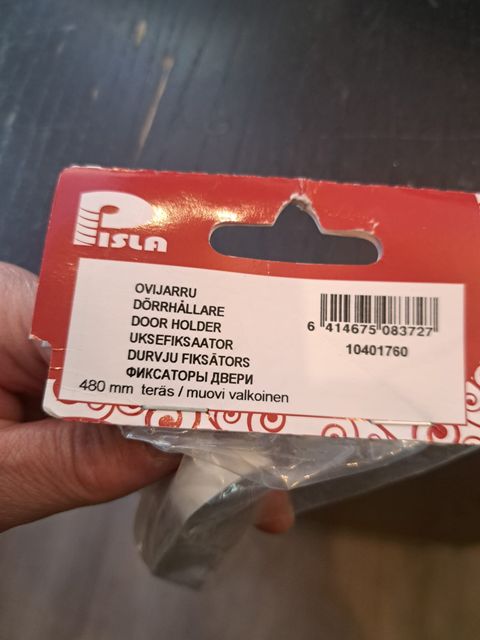 PISLA
OVIJARRU
DÖRRHÅLLARE
DOOR HOLDER
UKSEFIKSAATOR
DURVJU FIKSĀTORS
ФИКСАТОРЫ ДВЕРИ
480 mm teräs / muovi valkoinen
6 414675 083727
10401760